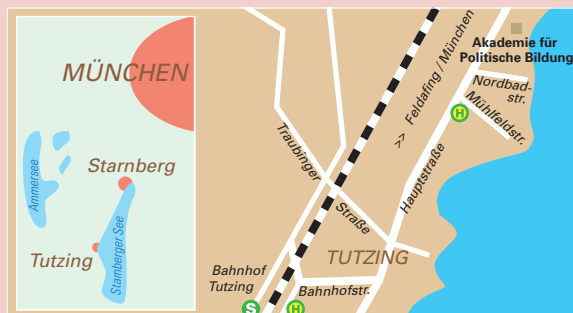 MÜNCHEN
Starnberg
Ammersee
Starnberger See
Tutzing
>> Feldafing / München
Akademie für
Politische Bildung
Nordbad-
str.
Mühlfeldstr.
H
Traubinger
Straße
Hauptstraße
TUTZING
Bahnhof
Tutzing
Bahnhofstr.
S
H